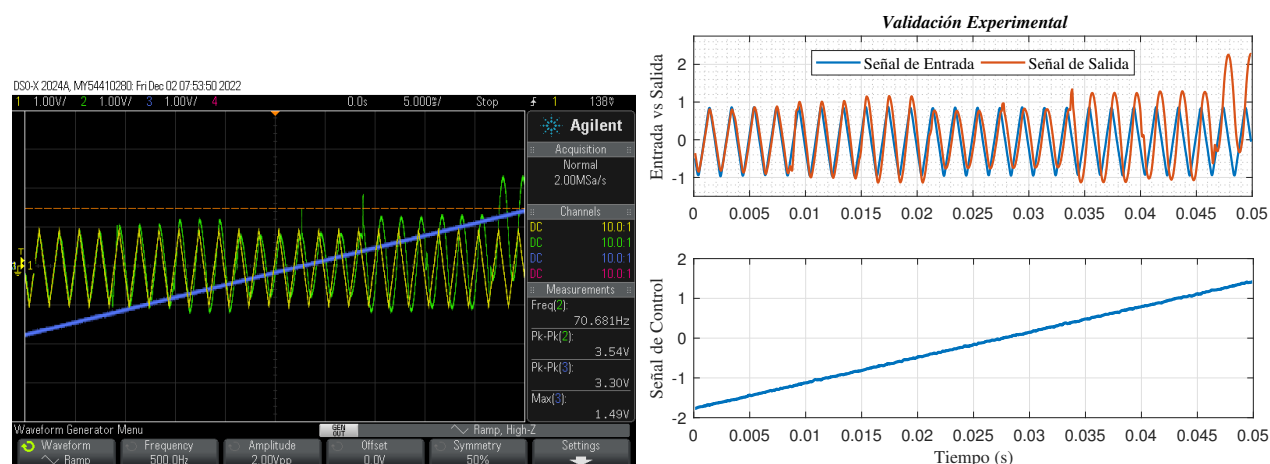 DSO-X 2024A, MY54410280: Fri Dec 02 07:53:50 2022
1 1.00V/ 2 1.00V/ 3 1.00V/ 4 0.0s 5.000s/ Stop 1 138V
Agilent
Acquisition
Normal
2.00MSa/s
Channels
DC 10.0:1
DC 10.0:1
DC 10.0:1
DC 10.0:1
Measurements
Freq(2):
70.681Hz
Pk-Pk(2):
3.54V
Pk-Pk(3):
3.30V
Max(3):
1.49V
T
1
Waveform Generator Menu
GEN OUT
Ramp, High-Z
Waveform Frequency Amplitude Offset Symmetry Settings
Ramp 500.0Hz 2.00Vpp 0.0V 50%
Validación Experimental
Señal de Entrada Señal de Salida
Entrada vs Salida
2
1
0
-1
0 0.005 0.01 0.015 0.02 0.025 0.03 0.035 0.04 0.045 0.05
Señal de Control
2
1
0
-1
-2
0 0.005 0.01 0.015 0.02 0.025 0.03 0.035 0.04 0.045 0.05
Tiempo (s)